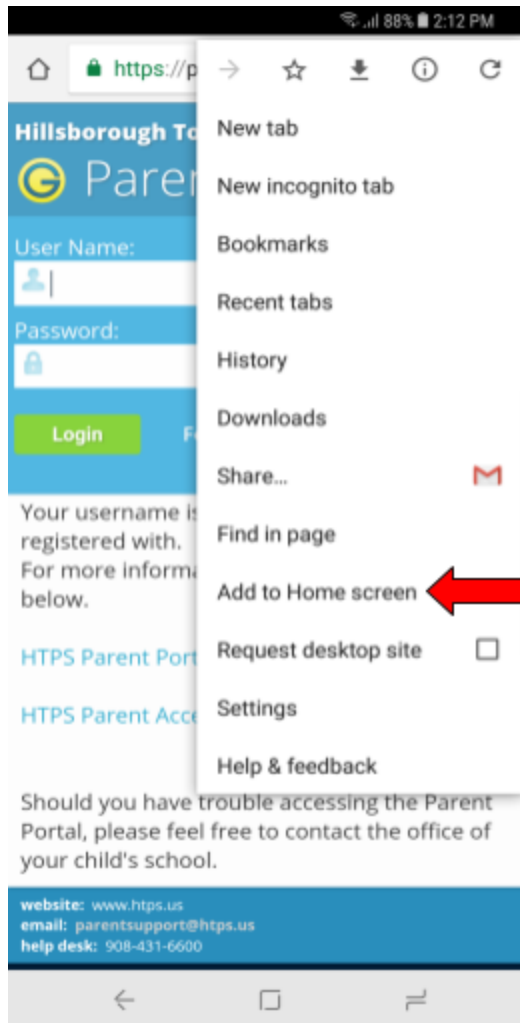 88% 2:12 PM
https://p
Hillsborough To
Paren
User Name:
Password:
Login
Fo
Your username is
registered with.
For more informa
below.
HTPS Parent Port
HTPS Parent Acce
Should you have trouble accessing the Parent
Portal, please feel free to contact the office of
your child's school.
website: www.htps.us
email: parentsupport@htps.us
help desk: 908-431-6600
New tab
New incognito tab
Bookmarks
Recent tabs
History
Downloads
Share...
Find in page
Add to Home screen
Request desktop site
Settings
Help & feedback